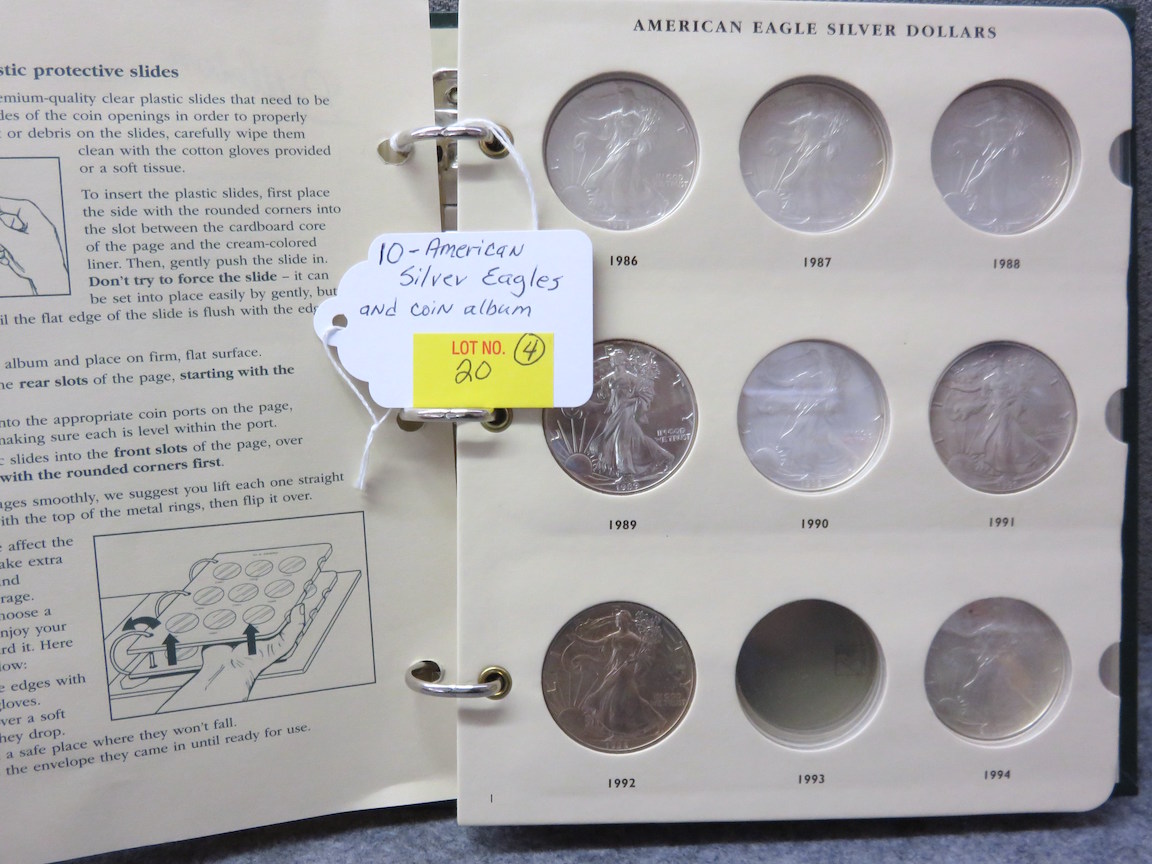 stic protective slides
emium-quality clear plastic slides that need to be
des of the coin openings in order to properly
t or debris on the slides, carefully wipe them
clean with the cotton gloves provided
or a soft tissue.
To insert the plastic slides, first place
the side with the rounded corners into
the slot between the cardboard core
of the page and the cream-colored
liner. Then, gently push the slide in.
Don't try to force the slide – it can
be set into place easily by gently, but
il the flat edge of the slide is flush with the
album and place on firm, flat surface.
ne rear slots of the page, starting with the
nto the appropriate coin ports on the page,
naking sure each is level within the port.
c slides into the front slots of the page, over
with the rounded corners first.
ages smoothly, we suggest you lift each one straight
ith the top of the metal rings, then flip it over.
e affect the
ake extra
nd
rage.
hoose a
njoy your
rd it. Here
low:
e edges with
gloves.
ver a soft
hey drop.
a safe place where they won't fall.
the envelope they came in until ready for use.
10 - American
Silver Eagles
and coin album
LOT NO. 4
20
AMERICAN EAGLE SILVER DOLLARS
1986 1987 1988
1989 1990 1991
1992 1993 1994
1